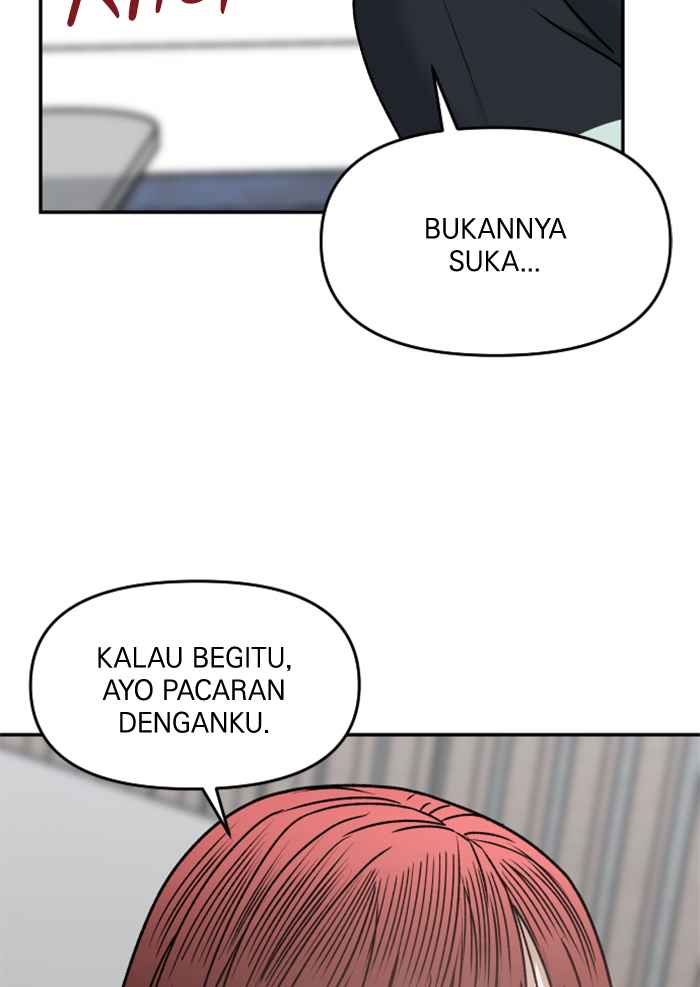 BUKANNYA
SUKA...
KALAU BEGITU,
AYO PACARAN
DENGANKU.